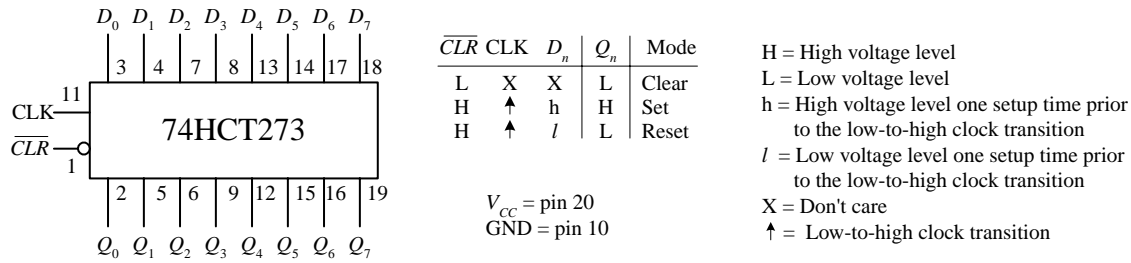 D0 D1 D2 D3 D4 D5 D6 D7
3 4 7 8 13 14 17 18
11
CLK
74HCT273
CLR
1
2 5 6 9 12 15 16 19
Q0 Q1 Q2 Q3 Q4 Q5 Q6 Q7
CLR CLK Dn Qn Mode
L X X L Clear
H ↑ h H Set
H ↑ l L Reset
VCC = pin 20
GND = pin 10
H = High voltage level
L = Low voltage level
h = High voltage level one setup time prior
to the low-to-high clock transition
l = Low voltage level one setup time prior
to the low-to-high clock transition
X = Don't care
↑ = Low-to-high clock transition